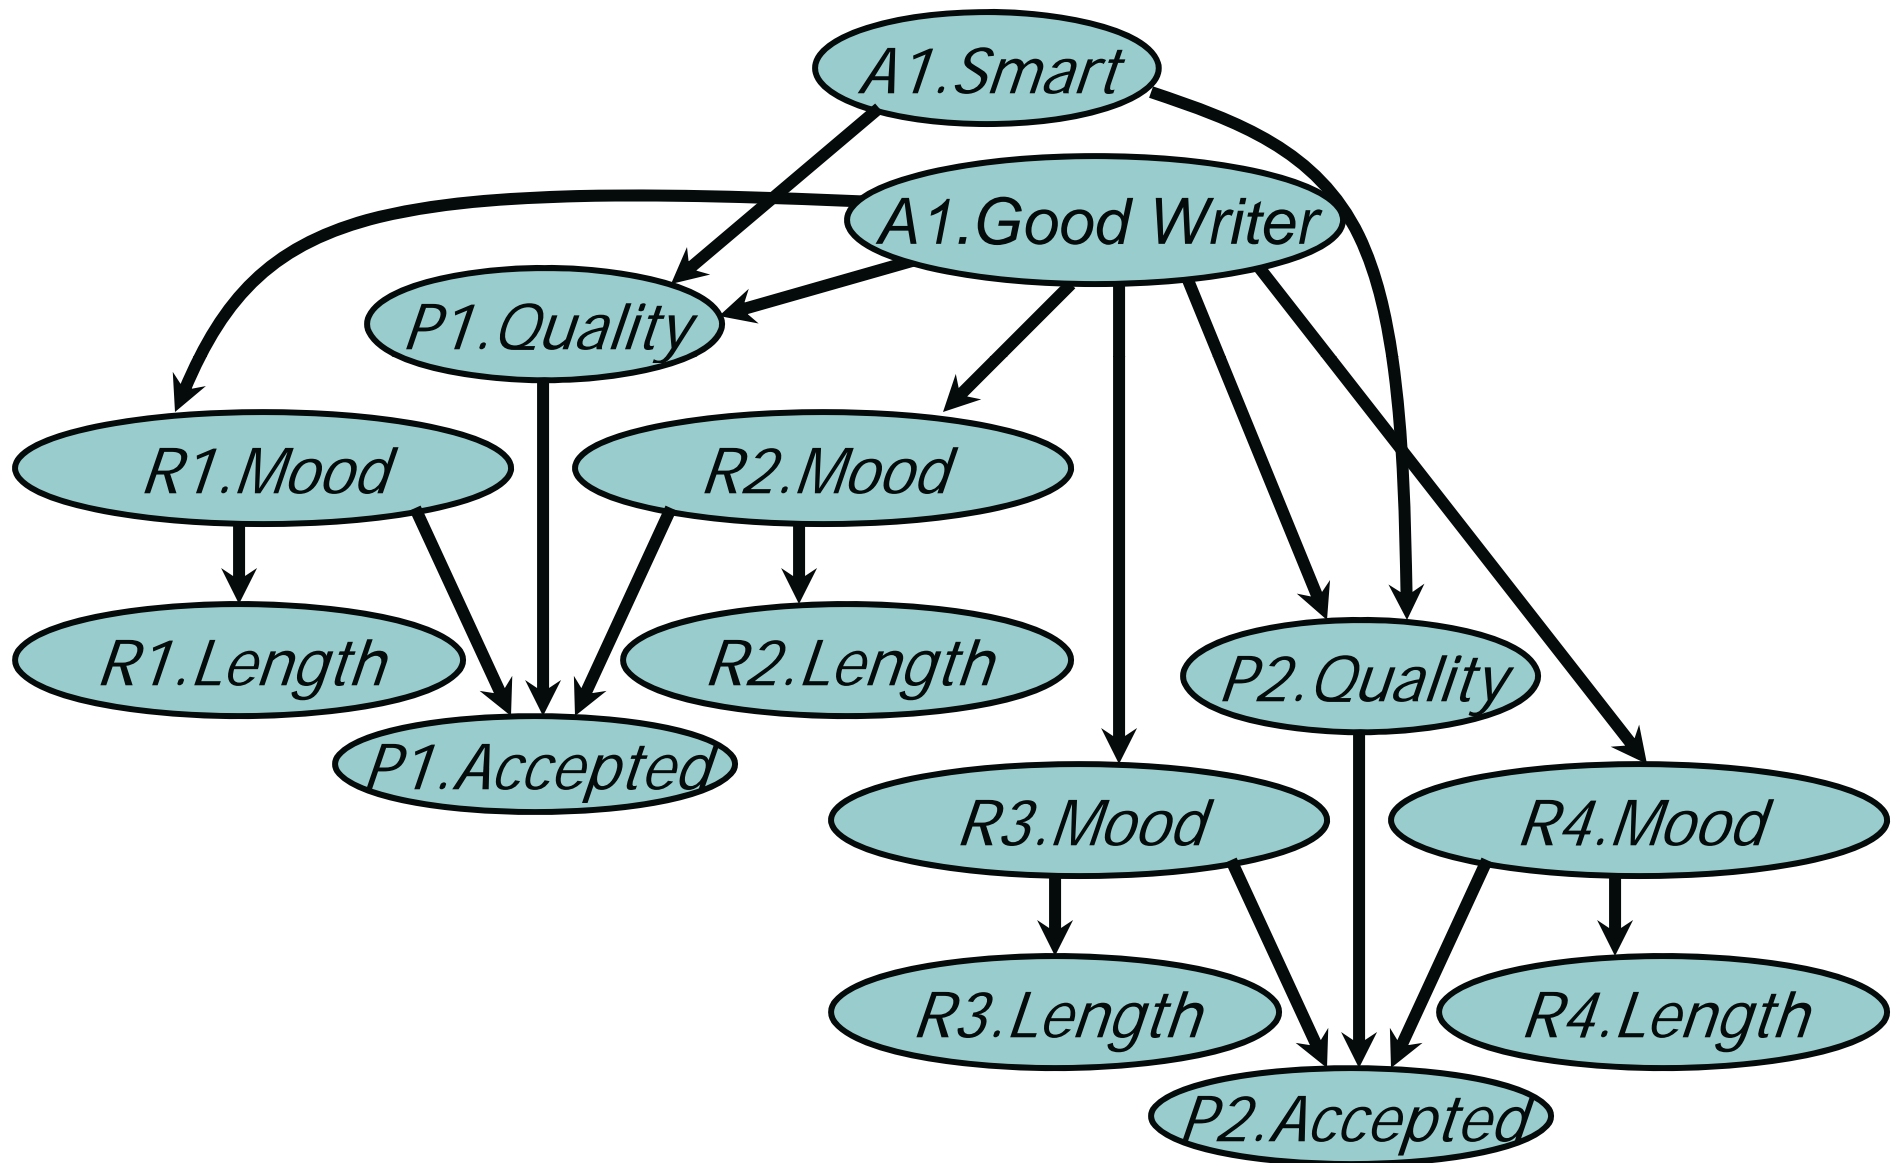 A1.Smart
A1.Good Writer
P1.Quality
R1.Mood
R2.Mood
R1.Length
R2.Length
P2.Quality
P1.Accepted
R3.Mood
R4.Mood
R3.Length
R4.Length
P2.Accepted